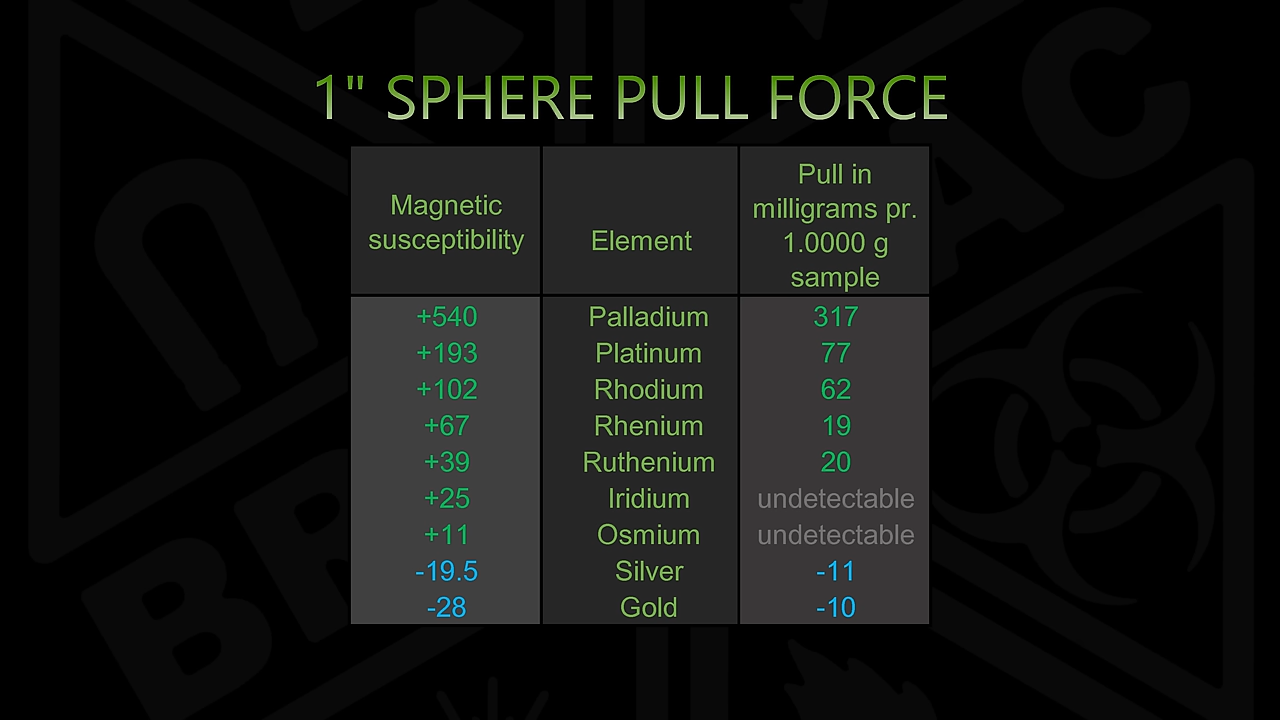 1" SPHERE PULL FORCE
Magnetic
susceptibility
Element
Pull in
milligrams pr.
1.0000 g
sample
+540 Palladium 317
+193 Platinum 77
+102 Rhodium 62
+67 Rhenium 19
+39 Ruthenium 20
+25 Iridium undetectable
+11 Osmium undetectable
-19.5 Silver -11
-28 Gold -10